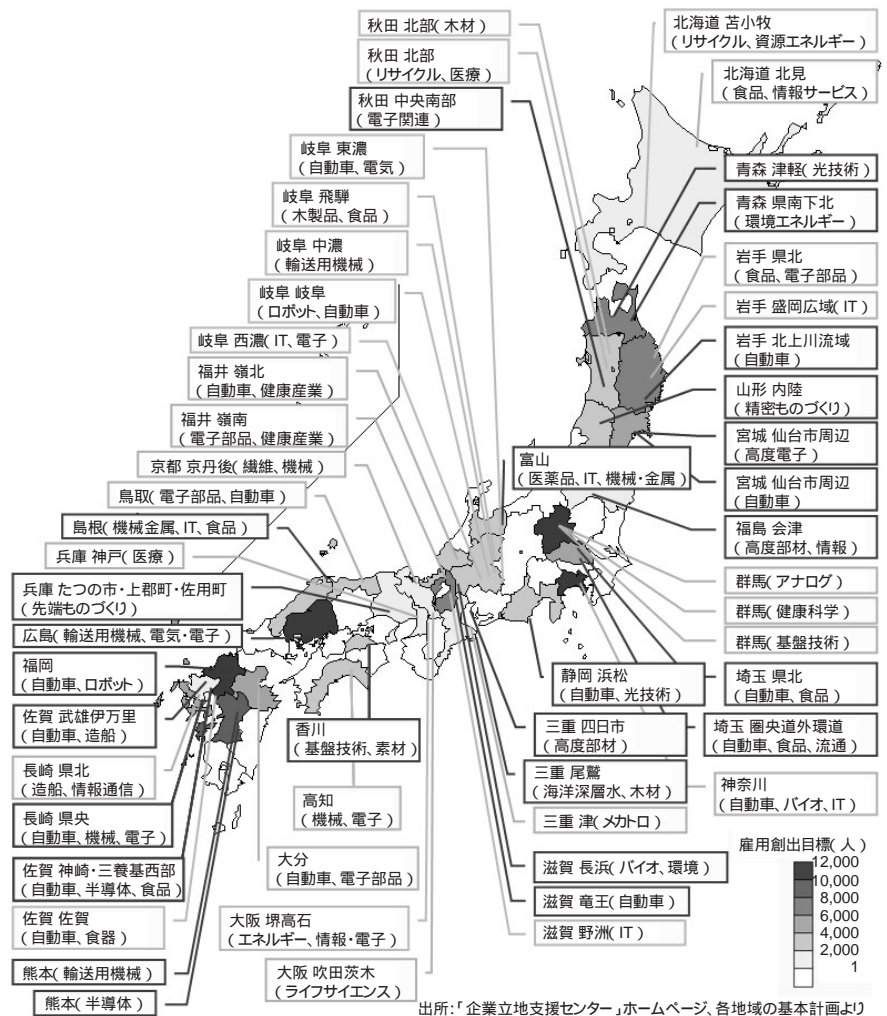 秋田 北部(木材)
秋田 北部
(リサイクル、医療)
秋田 中央南部
(電子関連)
岐阜 東濃
(自動車、電気)
岐阜 飛騨
(木製品、食品)
岐阜 中濃
(輸送用機械)
岐阜 岐阜
(ロボット、自動車)
岐阜 西濃(IT、電子)
福井 嶺北
(自動車、健康産業)
福井 嶺南
(電子部品、健康産業)
京都 京丹後(繊維、機械)
鳥取(電子部品、自動車)
島根(機械金属、IT、食品)
兵庫 神戸(医療)
兵庫 たつの市・上郡町・佐用町
(先端ものづくり)
広島(輸送用機械、電気・電子)
福岡
(自動車、ロボット)
佐賀 武雄伊万里
(自動車、造船)
長崎 県北
(造船、情報通信)
長崎 県央
(自動車、機械、電子)
佐賀 神崎・三養基西部
(自動車、半導体、食品)
佐賀 佐賀
(自動車、食器)
熊本(輸送用機械)
熊本(半導体)
北海道 苫小牧
(リサイクル、資源エネルギー)
北海道 北見
(食品、情報サービス)
青森 津軽(光技術)
青森 県南下北
(環境エネルギー)
岩手 県北
(食品、電子部品)
岩手 盛岡広域(IT)
岩手 北上川流域
(自動車)
山形 内陸
(精密ものづくり)
宮城 仙台市周辺
(高度電子)
宮城 仙台市周辺
(自動車)
福島 会津
(高度部材、情報)
富山
(医薬品、IT、機械・金属)
群馬(アナログ)
群馬(健康科学)
群馬(基盤技術)
静岡 浜松
(自動車、光技術)
埼玉 県北
(自動車、食品)
三重 四日市
(高度部材)
埼玉 圏央道外環道
(自動車、食品、流通)
三重 尾鷲
(海洋深層水、木材)
神奈川
(自動車、バイオ、IT)
三重 津(メカトロ)
滋賀 長浜(バイオ、環境)
滋賀 竜王(自動車)
滋賀 野洲(IT)
香川
(基盤技術、素材)
高知
(機械、電子)
大分
(自動車、電子部品)
大阪 堺高石
(エネルギー、情報・電子)
大阪 吹田茨木
(ライフサイエンス)
雇用創出目標(人)
12,000
10,000
8,000
6,000
4,000
2,000
1
出所:「企業立地支援センター」ホームページ、各地域の基本計画より